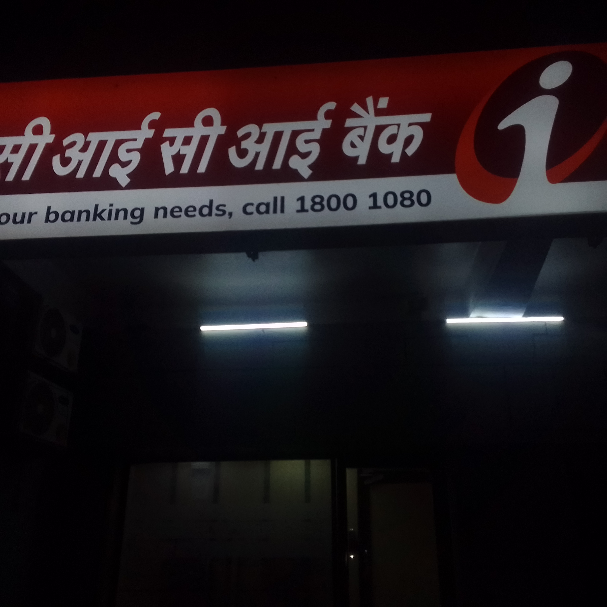 सी आई सी आई बैंक
our banking needs, call 1800 1080